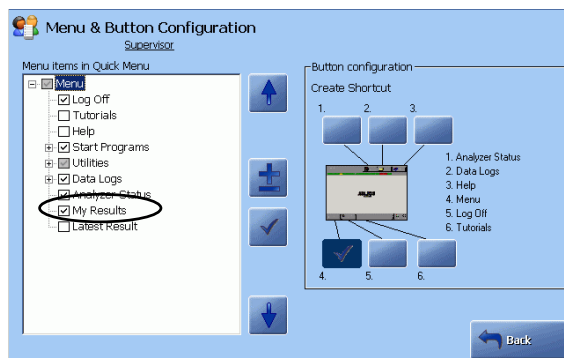 Menu & Button Configuration
Supervisor
Menu items in Quick Menu
Menu
Log Off
Tutorials
Help
Start Programs
Utilities
Data Logs
Analyzer Status
My Results
Latest Result
Button configuration
Create Shortcut
1. 2. 3.
1. Analyzer Status
2. Data Logs
3. Help
4. Menu
5. Log Off
6. Tutorials
4. 5. 6.
Back